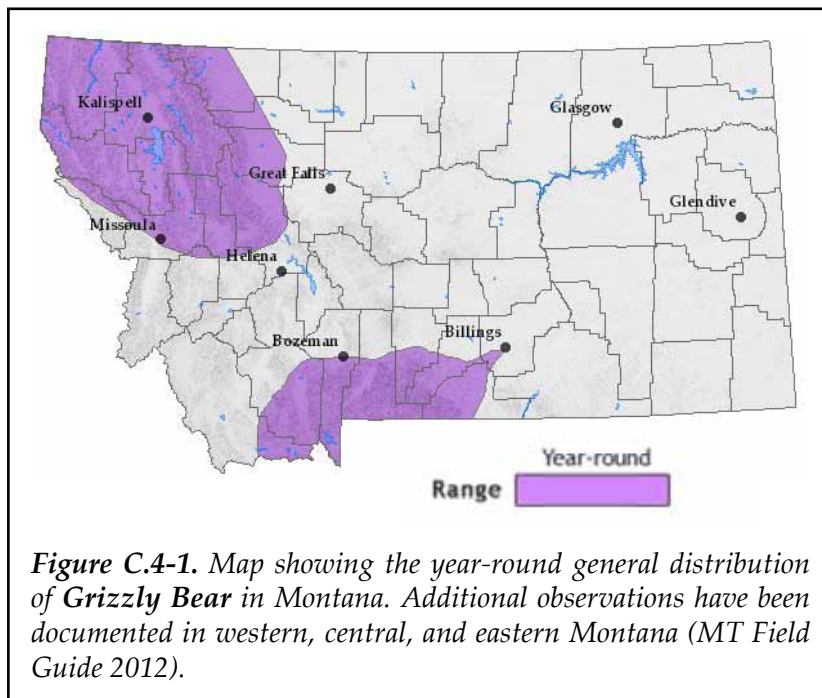 Kalispell
Glasgow
Great Falls
Glendive
Missoula
Helena
Bozeman
Billings
Year-round
Range
Figure C.4-1. Map showing the year-round general distribution
of Grizzly Bear in Montana. Additional observations have been
documented in western, central, and eastern Montana (MT Field
Guide 2012).